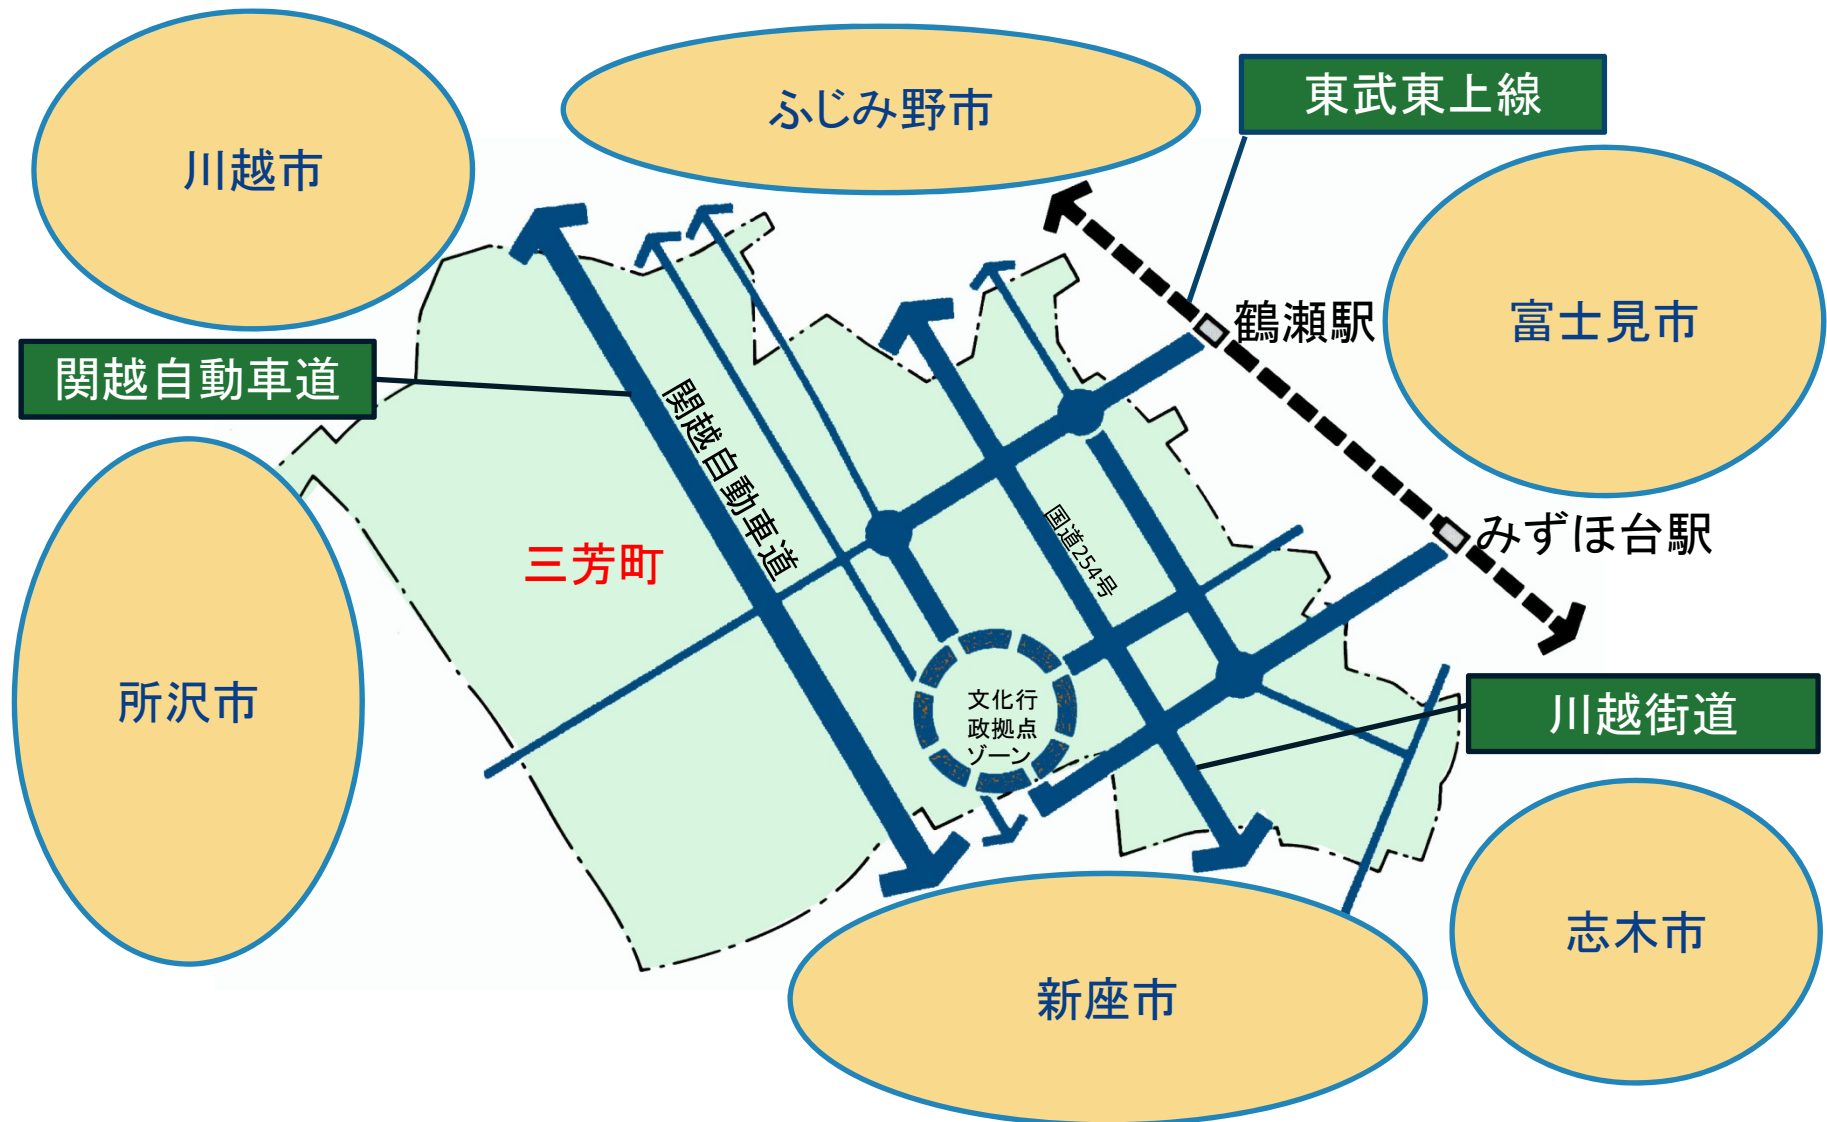 川越市
ふじみ野市
東武東上線
富士見市
鶴瀬駅
関越自動車道
関越自動車道
国道254号
みずほ台駅
三芳町
所沢市
文化行
政拠点
ゾーン
川越街道
志木市
新座市